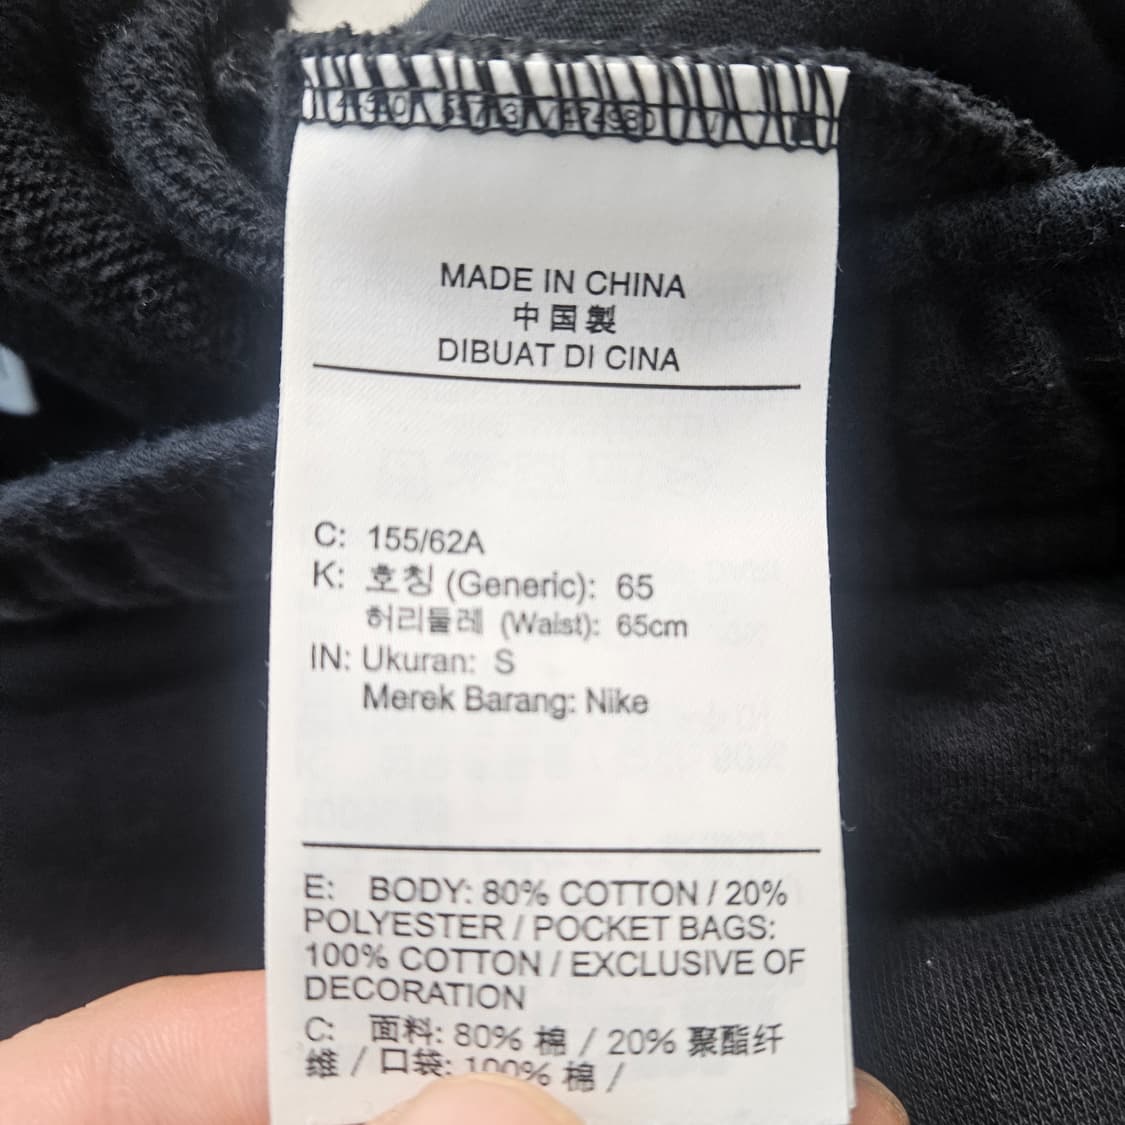 MADE IN CHINA
中国製
DIBUAT DI CINA
C: 155/62A
K: 호칭 (Generic): 65
허리둘레 (Waist): 65cm
IN: Ukuran: S
Merek Barang: Nike
E: BODY: 80% COTTON / 20%
POLYESTER / POCKET BAGS:
100% COTTON / EXCLUSIVE OF
DECORATION
C: 面料: 80% 棉 / 20% 聚酯纤
维 / 口袋: 100% 棉 /